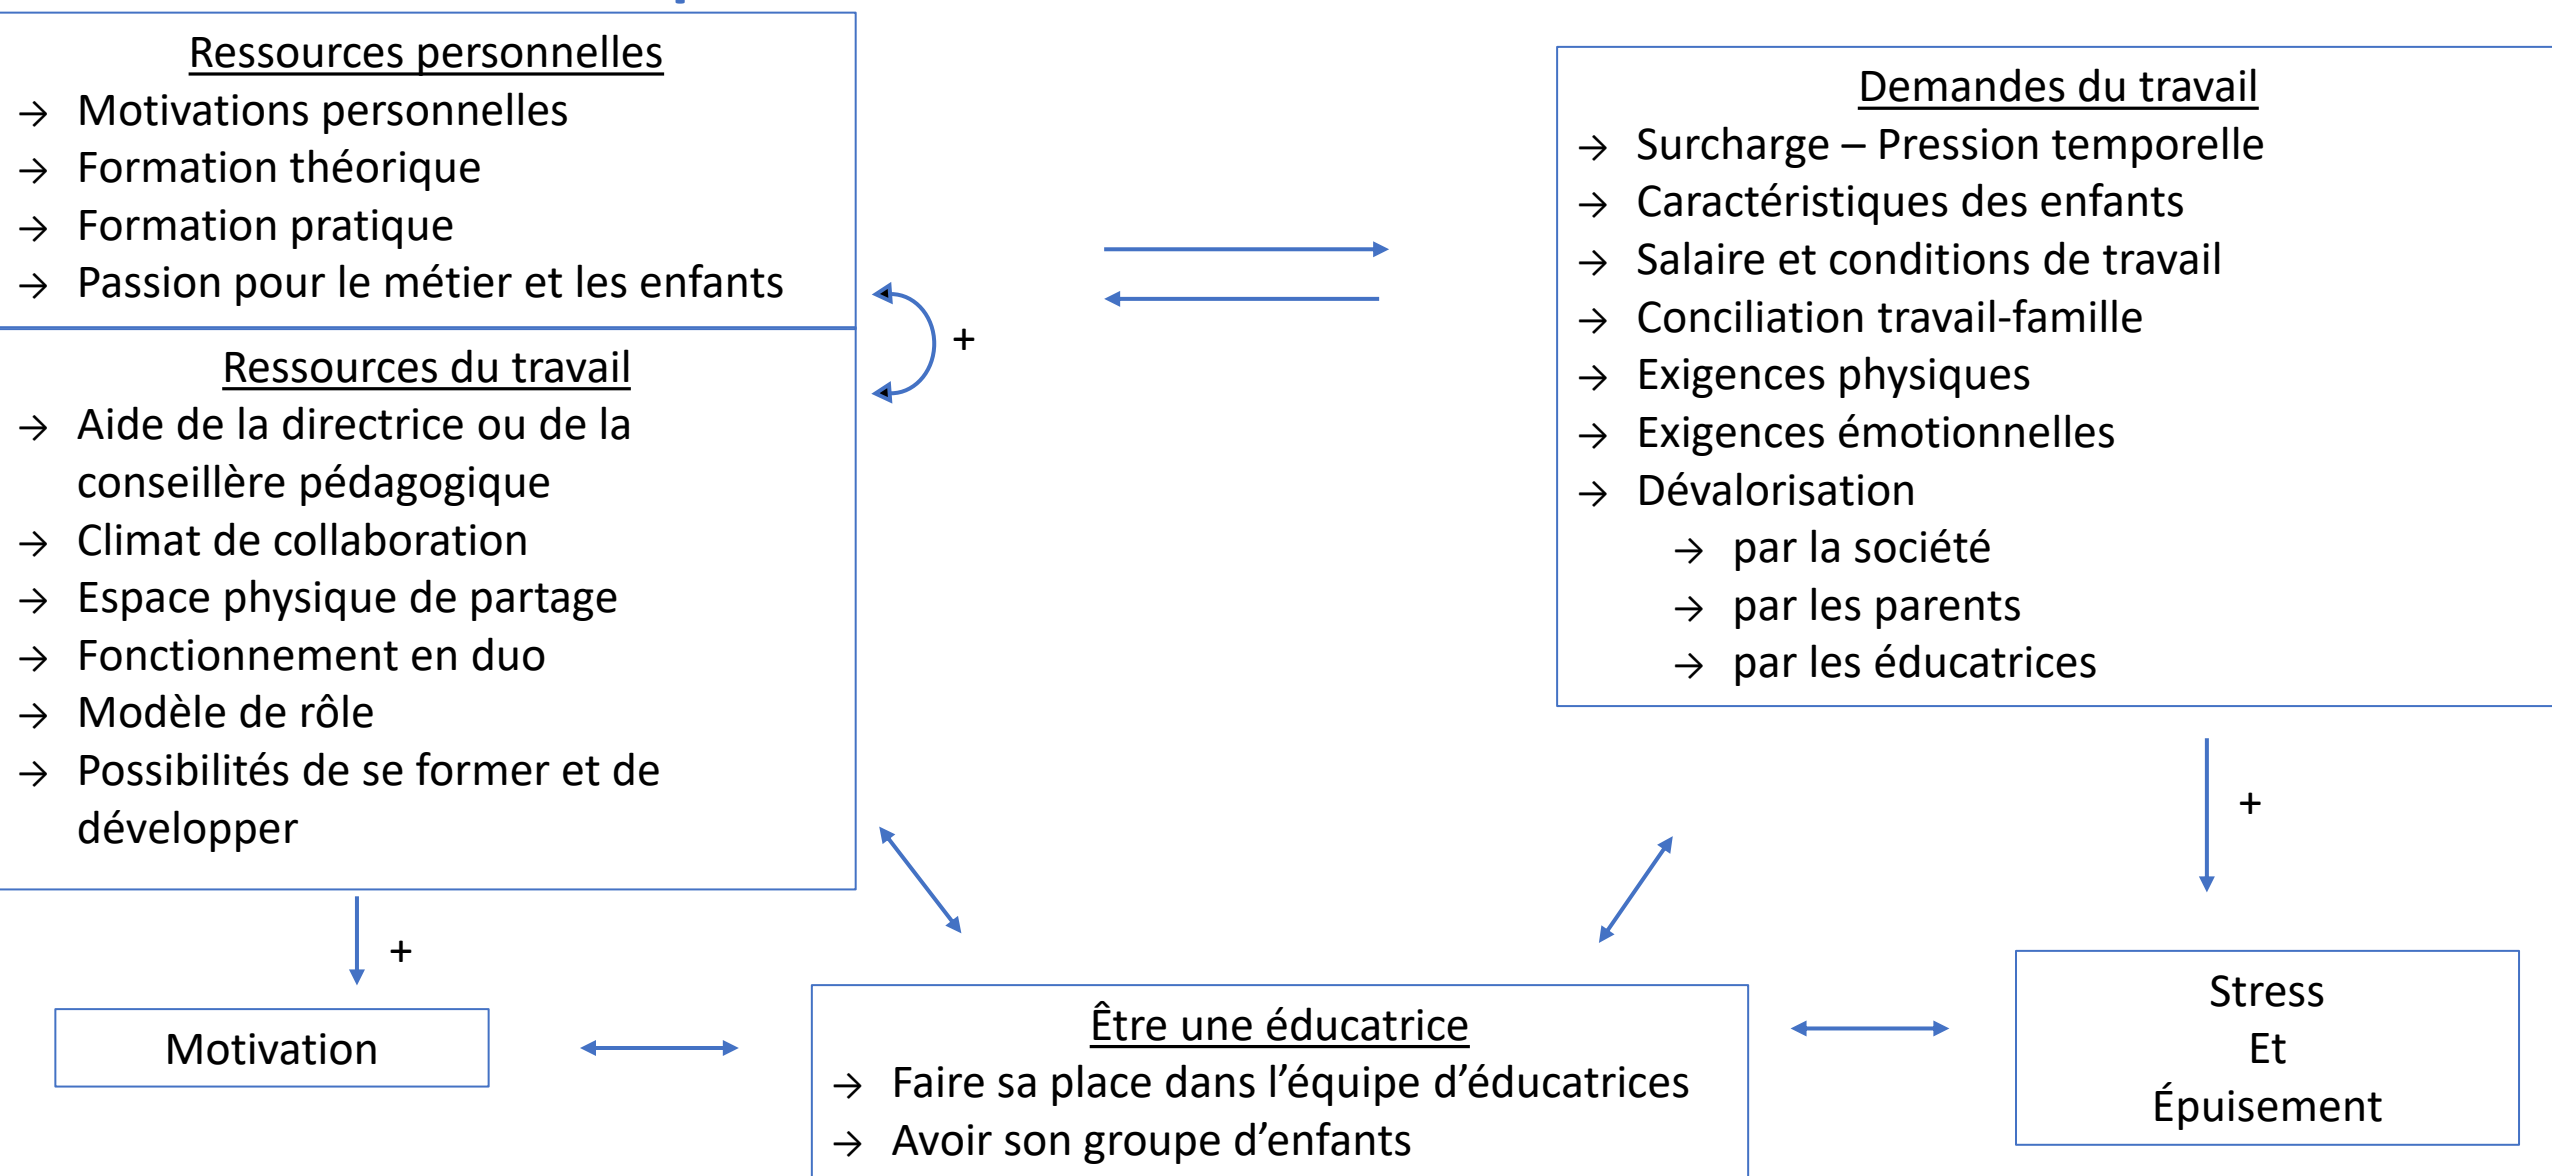 Ressources personnelles
→ Motivations personnelles
→ Formation théorique
→ Formation pratique
→ Passion pour le métier et les enfants
+
Ressources du travail
→ Aide de la directrice ou de la
conseillère pédagogique
→ Climat de collaboration
→ Espace physique de partage
→ Fonctionnement en duo
→ Modèle de rôle
→ Possibilités de se former et de
développer
+
Motivation
Demandes du travail
→ Surcharge – Pression temporelle
→ Caractéristiques des enfants
→ Salaire et conditions de travail
→ Conciliation travail-famille
→ Exigences physiques
→ Exigences émotionnelles
→ Dévalorisation
→ par la société
→ par les parents
→ par les éducatrices
+
Être une éducatrice
→ Faire sa place dans l’équipe d’éducatrices
→ Avoir son groupe d’enfants
Stress
Et
Épuisement